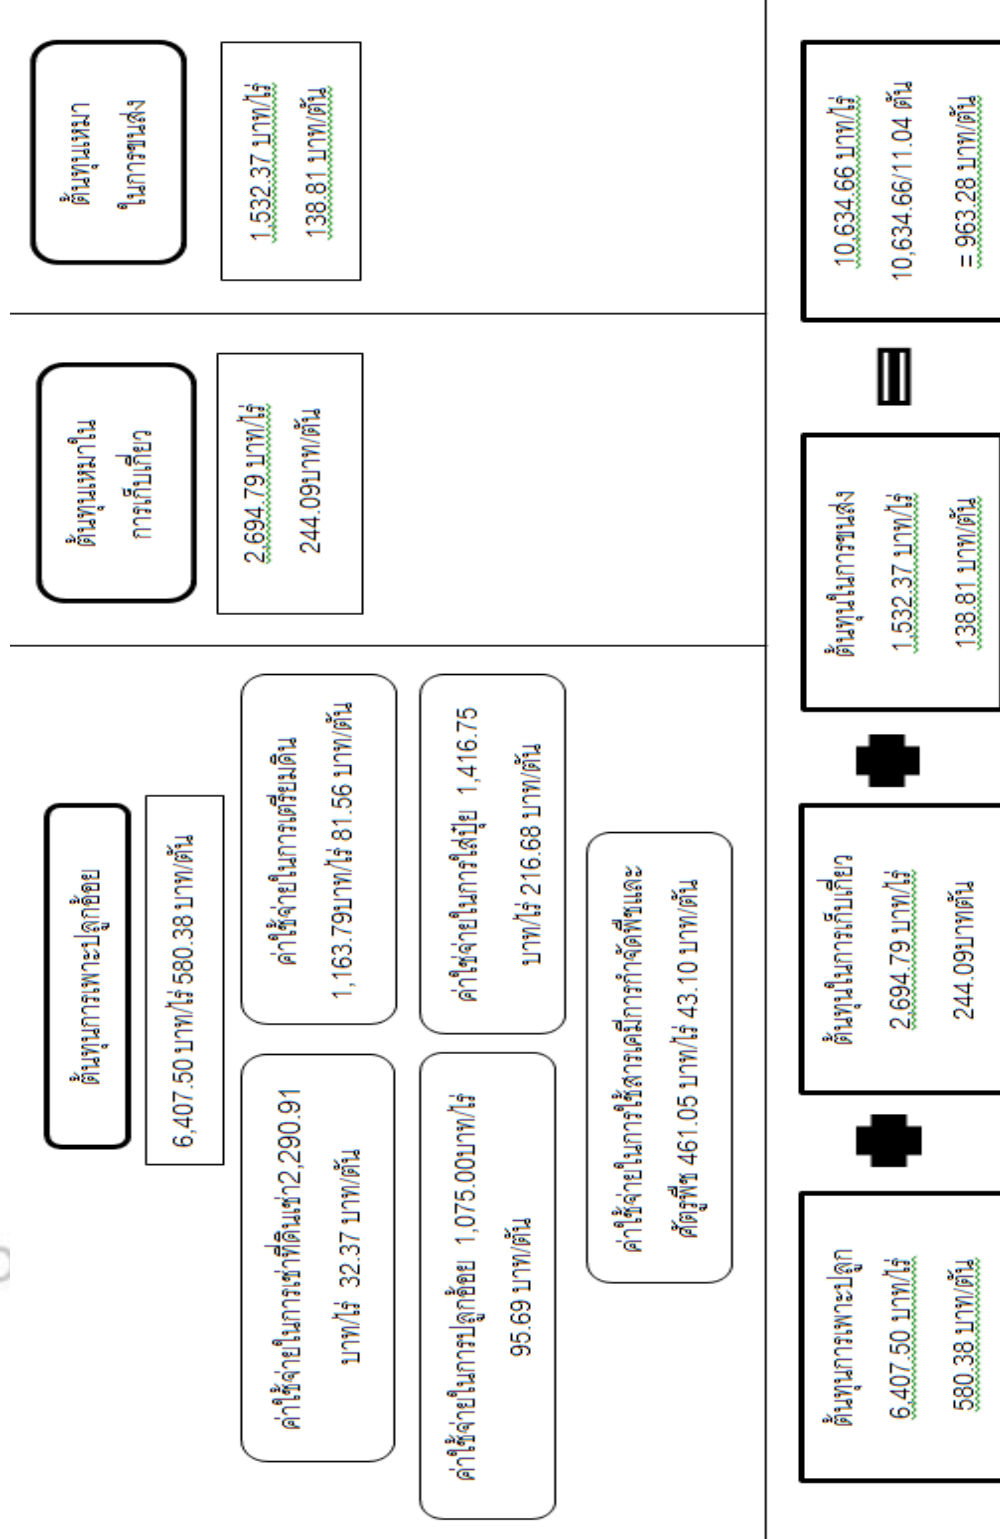 ต้นทุนการเพาะปลูกอ้อย
6,407.50 บาท/ไร่ 580.38 บาท/ตัน
ค่าใช้จ่ายในการเช่าที่ดินเช่า2,290.91
บาท/ไร่ 32.37 บาท/ตัน
ค่าใช้จ่ายในการเตรียมดิน
1,163.79บาท/ไร่ 81.56 บาท/ตัน
ค่าใช้จ่ายในการปลูกอ้อย 1,075.00บาท/ไร่
95.69 บาท/ตัน
ค่าใช่จ่ายในการใส่ปุ๋ย 1,416.75
บาท/ไร่ 216.68 บาท/ตัน
ค่าใช้จ่ายในการใช้สารเคมีการกำจัดพืชและ
ศัตรูพืช 461.05 บาท/ไร่ 43.10 บาท/ตัน
ต้นทุนเหมาใน
การเก็บเกี่ยว
2,694.79 บาท/ไร่
244.09บาท/ตัน
ต้นทุนเหมา
ในการขนส่ง
1,532.37 บาท/ไร่
138.81 บาท/ตัน
ต้นทุนการเพาะปลูก
6,407.50 บาท/ไร่
580.38 บาท/ตัน
ต้นทุนในการเก็บเกี่ยว
2,694.79 บาท/ไร่
244.09บาทตัน
ต้นทุนในการขนส่ง
1,532.37 บาท/ไร่
138.81 บาท/ตัน
10,634.66 บาท/ไร่
10,634.66/11.04 ตัน
= 963.28 บาท/ตัน